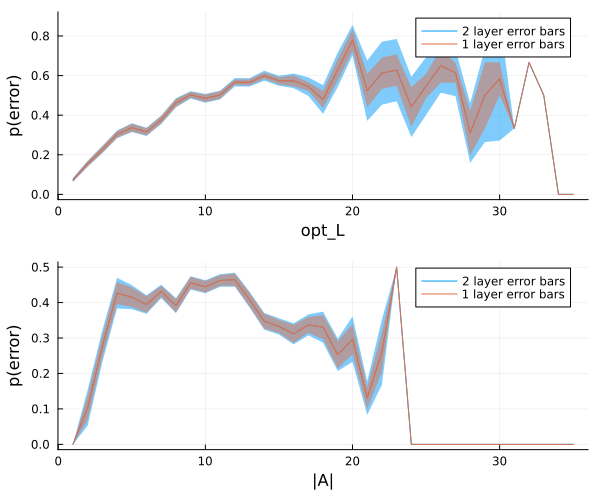 p(error)
0.8
0.6
0.4
0.2
0.0
2 layer error bars
1 layer error bars
0 10 20 30
opt_L
p(error)
0.5
0.4
0.3
0.2
0.1
0.0
2 layer error bars
1 layer error bars
0 10 20 30
|A|